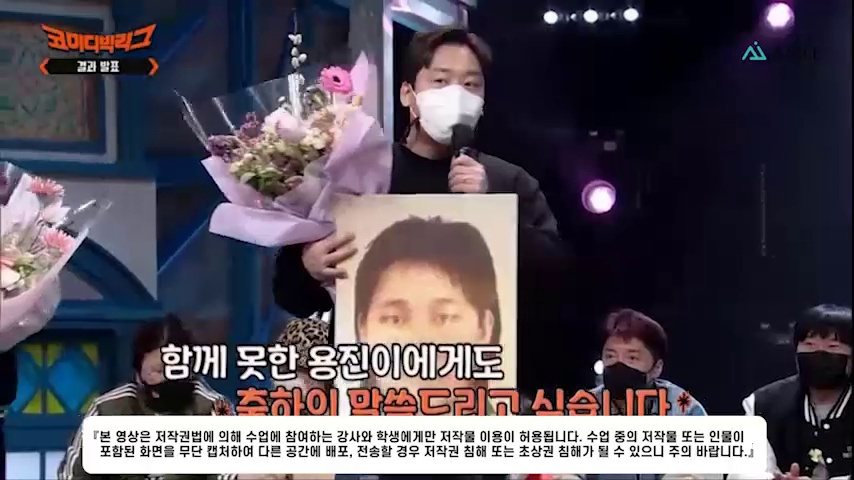 코미디빅리그
결과 발표
함께 못한 용진이에게도
축하의 말씀드리고 싶습니다
『본 영상은 저작권법에 의해 수업에 참여하는 강사와 학생에게만 저작물 이용이 허용됩니다. 수업 중의 저작물 또는 인물이
포함된 화면을 무단 캡처하여 다른 공간에 배포, 전송할 경우 저작권 침해 또는 초상권 침해가 될 수 있으니 주의 바랍니다.』